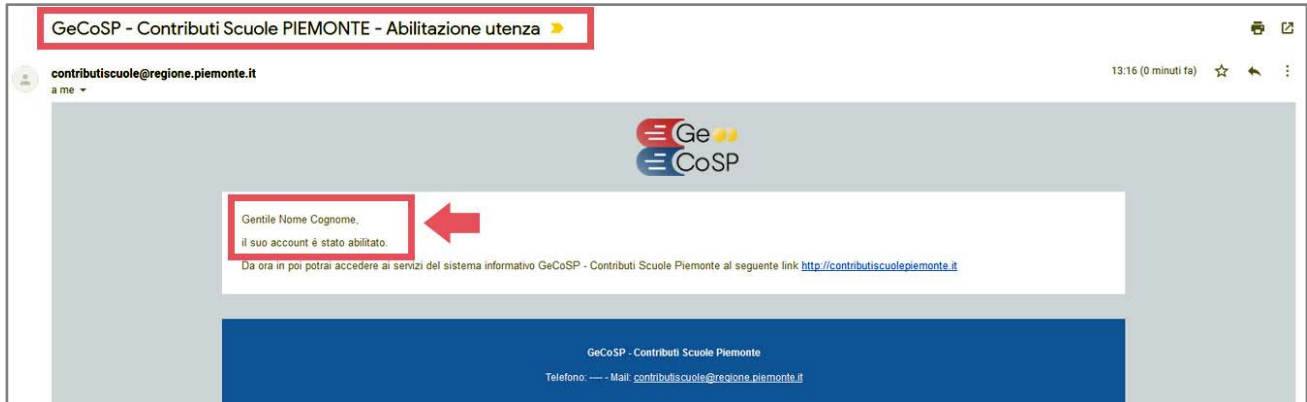 GeCoSP - Contributi Scuole PIEMONTE - Abilitazione utenza
contributiscuole@regione.piemonte.it
13:16 (0 minuti fa)
a me
Ge
CoSP
Gentile Nome Cognome,
il suo account è stato abilitato.
Da ora in poi potrai accedere ai servizi del sistema informativo GeCoSP - Contributi Scuole Piemonte al seguente link http://contributiscuolepiemonte.it
GeCoSP - Contributi Scuole Piemonte
Telefono: ---- - Mail: contributiscuole@regione.piemonte.it